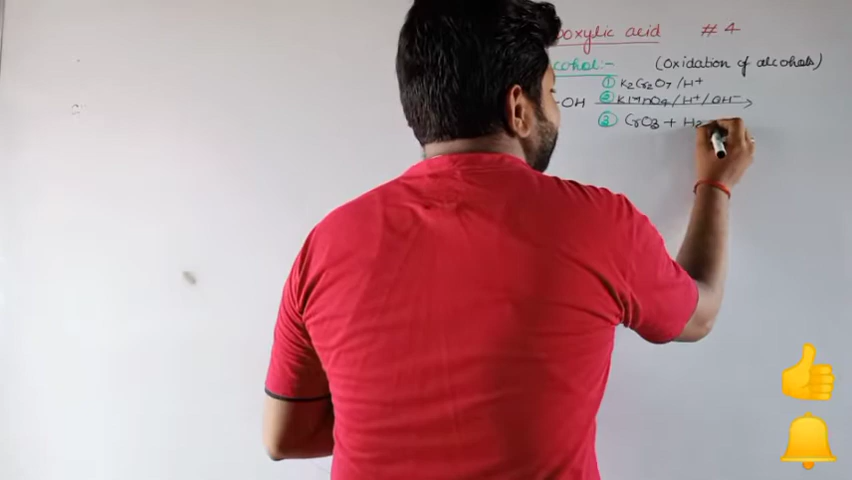 boxylic acid # 4
cohol:- (Oxidation of alcohols)
① K2Cr2O7/H+
-OH ② KMnO4/H+/OH-
③ CrO3 + H2